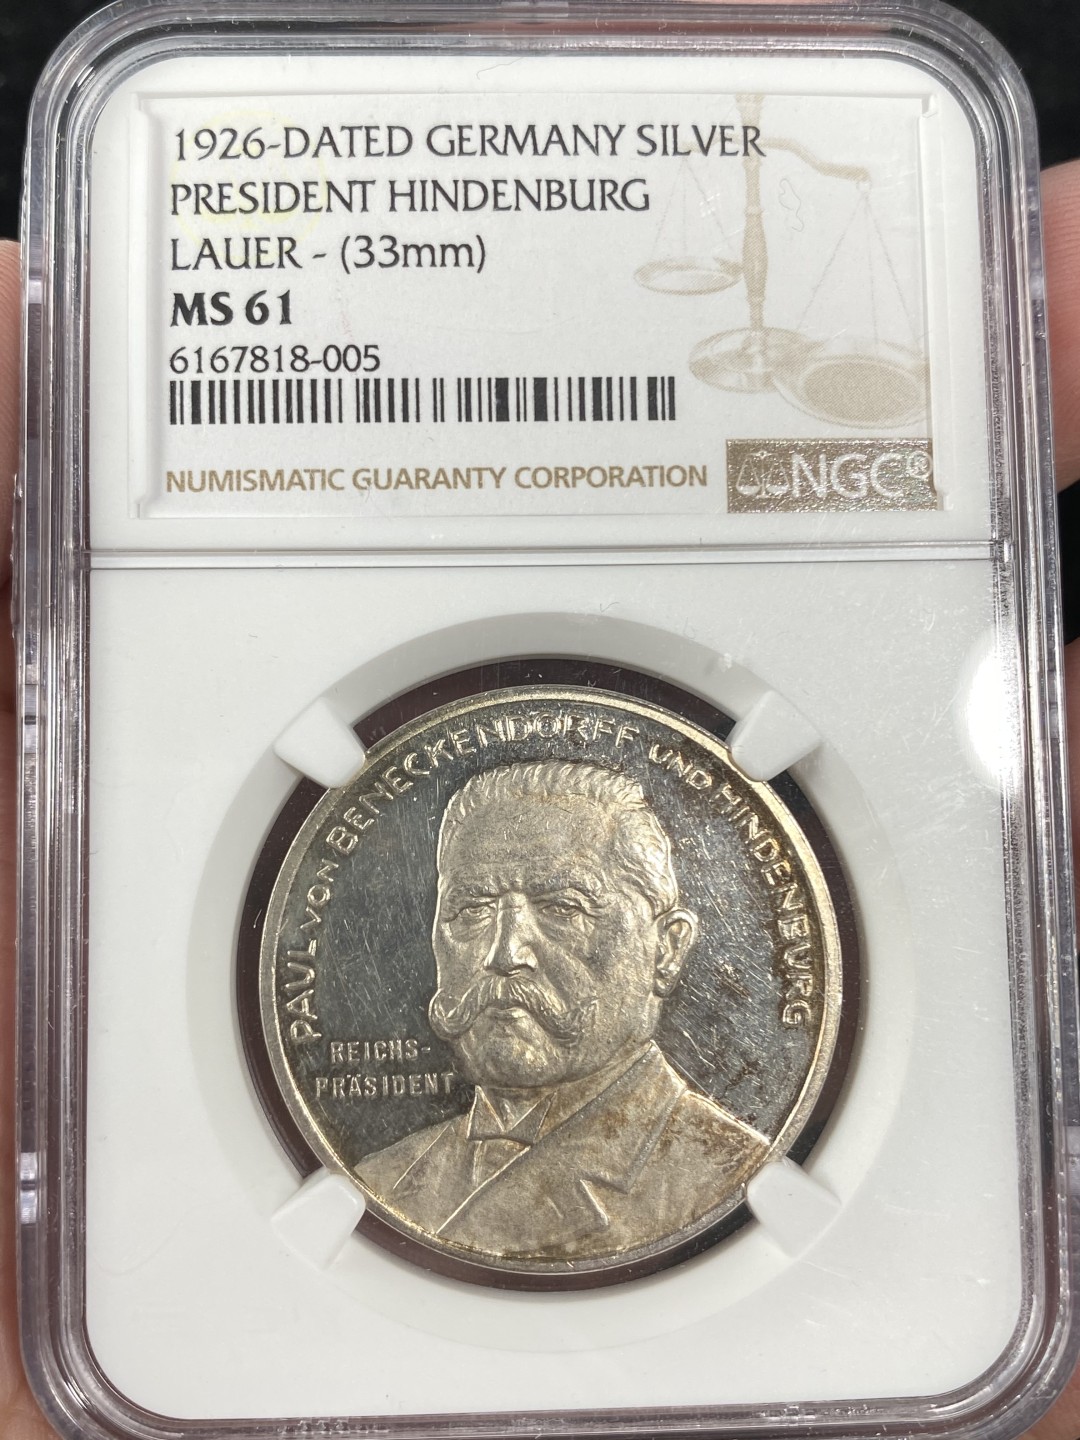 1926-DATED GERMANY SILVER
PRESIDENT HINDENBURG
LAUER - (33mm)
MS 61
6167818-005
NUMISMATIC GUARANTY CORPORATION
NGC®
PAUL VON BENECKENDORFF UND HINDENBURG
REICHS-
PRÄSIDENT